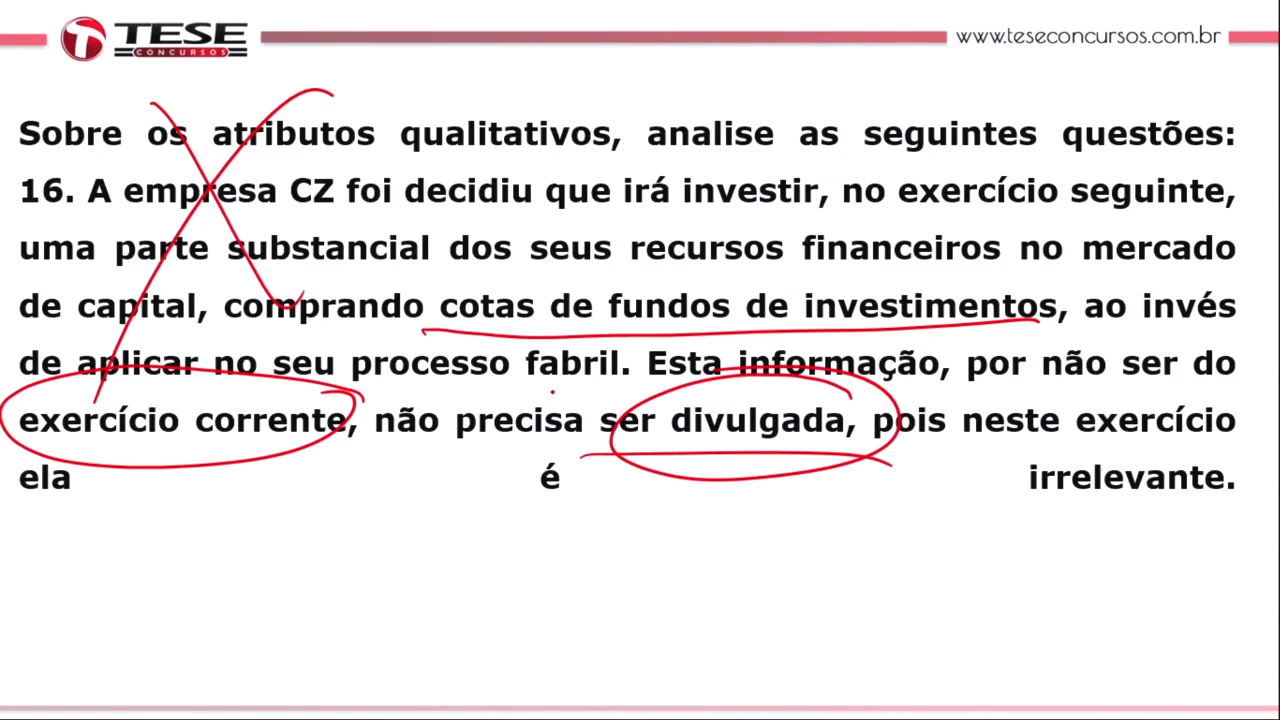 TESE
CONCURSOS
www.teseconcursos.com.br
Sobre os atributos qualitativos, analise as seguintes questões:
16. A empresa CZ foi decidiu que irá investir, no exercício seguinte,
uma parte substancial dos seus recursos financeiros no mercado
de capital, comprando cotas de fundos de investimentos, ao invés
de aplicar no seu processo fabril. Esta informação, por não ser do
exercício corrente, não precisa ser divulgada, pois neste exercício
ela é irrelevante.